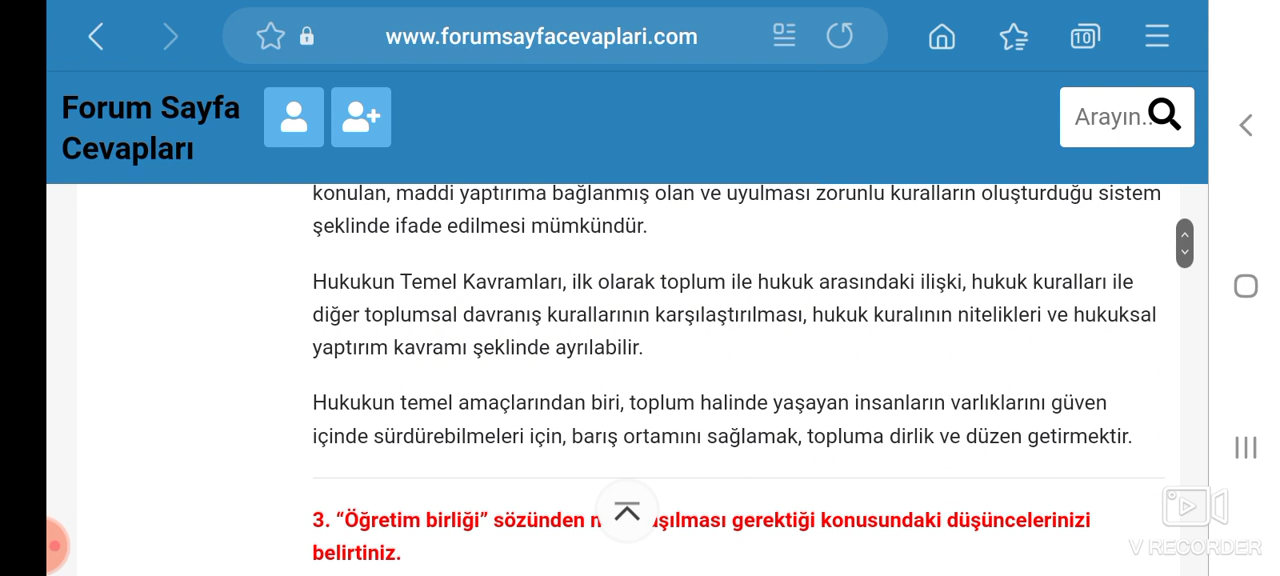 www.forumsayfacevaplari.com
10
Forum Sayfa
Cevapları
Arayın..
konulan, maddi yaptırıma bağlanmış olan ve uyulması zorunlu kuralların oluşturduğu sistem
şeklinde ifade edilmesi mümkündür.
Hukukun Temel Kavramları, ilk olarak toplum ile hukuk arasındaki ilişki, hukuk kuralları ile
diğer toplumsal davranış kurallarının karşılaştırılması, hukuk kuralının nitelikleri ve hukuksal
yaptırım kavramı şeklinde ayrılabilir.
Hukukun temel amaçlarından biri, toplum halinde yaşayan insanların varlıklarını güven
içinde sürdürebilmeleri için, barış ortamını sağlamak, topluma dirlik ve düzen getirmektir.
3. “Öğretim birliği” sözünden gerektiği konusundaki düşüncelerinizi
belirtiniz.
V RECORDER